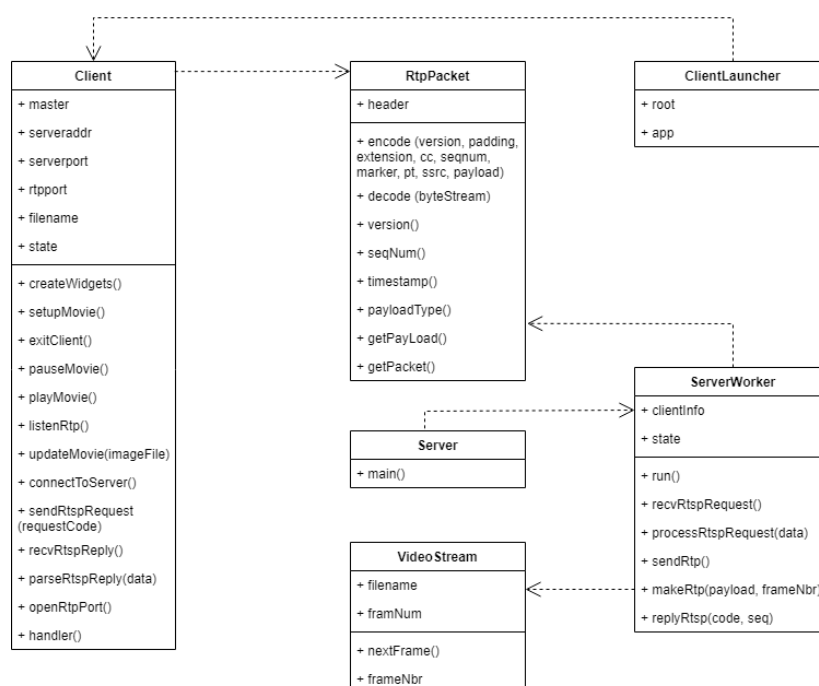 Client
+ master
+ serveraddr
+ serverport
+ rtpport
+ filename
+ state
+ createWidgets()
+ setupMovie()
+ exitClient()
+ pauseMovie()
+ playMovie()
+ listenRtp()
+ updateMovie(imageFile)
+ connectToServer()
+ sendRtspRequest
(requestCode)
+ recvRtspReply()
+ parseRtspReply(data)
+ openRtpPort()
+ handler()
RtpPacket
+ header
+ encode (version, padding,
extension, cc, seqnum,
marker, pt, ssrc, payload)
+ decode (byteStream)
+ version()
+ seqNum()
+ timestamp()
+ payloadType()
+ getPayLoad()
+ getPacket()
ClientLauncher
+ root
+ app
Server
+ main()
ServerWorker
+ clientInfo
+ state
+ run()
+ recvRtspRequest()
+ processRtspRequest(data)
+ sendRtp()
+ makeRtp(payload, frameNbr)
+ replyRtsp(code, seq)
VideoStream
+ filename
+ framNum
+ nextFrame()
+ frameNbr